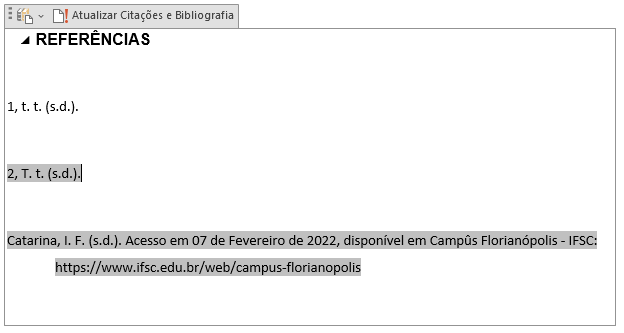 Atualizar Citações e Bibliografia
REFERÊNCIAS
1, t. t. (s.d.).
2, T. t. (s.d.).
Catarina, I. F. (s.d.). Acesso em 07 de Fevereiro de 2022, disponível em Campûs Florianópolis - IFSC:
https://www.ifsc.edu.br/web/campus-florianopolis